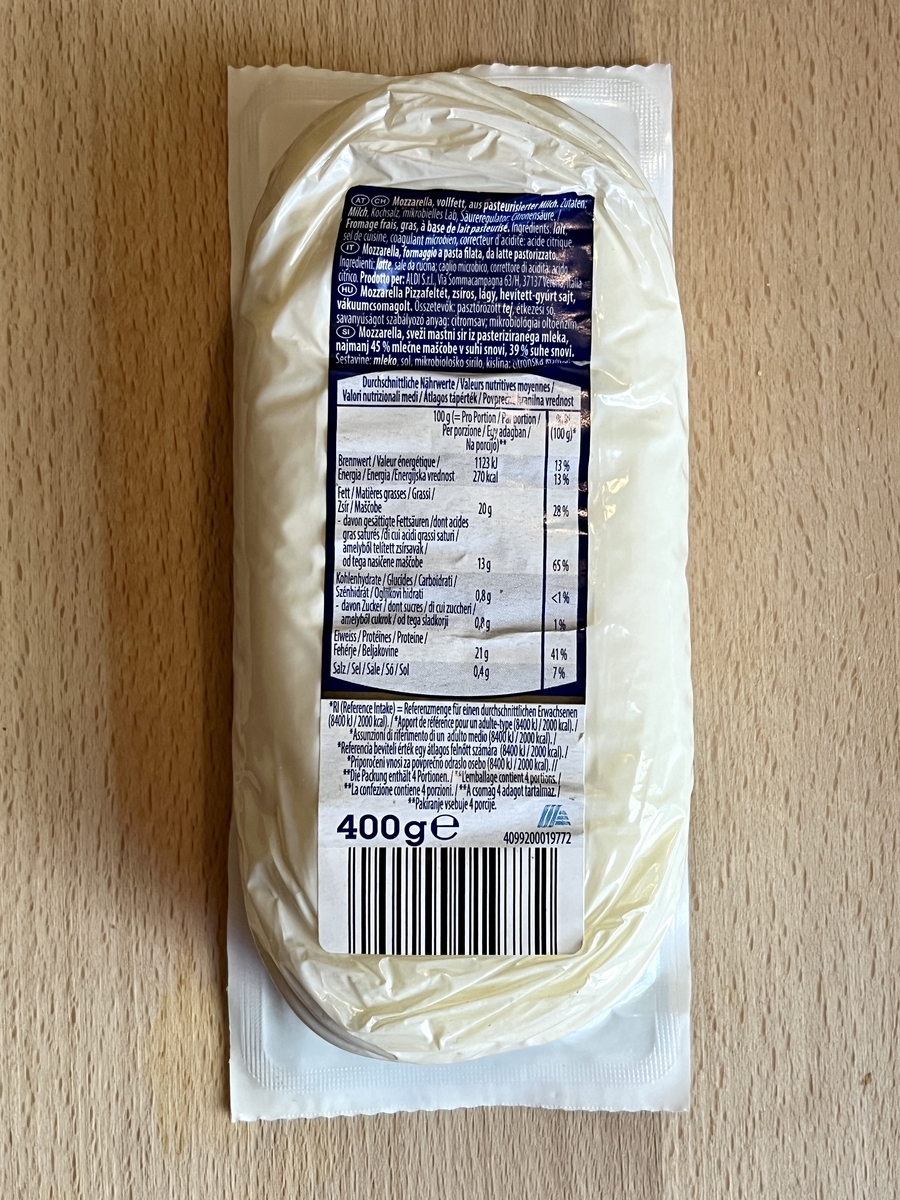 AT CH Mozzarella, vollfett, aus pasteurisierter Milch. Zutaten:
Milch, Kochsalz, mikrobielles Lab, Säureregulator: Citronensäure. /
Fromage frais, gras, à base de lait pasteurisé. Ingrédients: lait,
sel de cuisine, coagulant microbien, correcteur d'acidité: acide citrique.
IT Mozzarella, formaggio a pasta filata, da latte pastorizzato.
Ingredienti: latte, sale da cucina; caglio microbico, correttore di acidità: acido
citrico. Prodotto per: ALDI S.r.l., Via Sommacampagna 63/H, 37137 Verona, Italia
HU Mozzarella Pizzafeltét, zsíros, lágy, hevített-gyúrt sajt,
vákuumcsomagolt. Összetevők: pasztőrözött tej, étkezési só,
savanyúságot szabályozó anyag: citromsav; mikrobiológiai oltóenzim
SI Mozzarella, sveži mastni sir iz pasteriziranega mleka,
najmanj 45 % mlečne maščobe v suhi snovi, 39 % suhe snovi.
Sestavine: mleko, sol, mikrobiološko sirilo, kislina: citronska
Durchschnittliche Nährwerte / Valeurs nutritives moyennes /
Valori nutrizionali medi / Átlagos tápérték / Povprečna hranilna vrednost
100 g (= Pro Portion / Par portion /
Per porzione / Egy adagban /
Na porcijo)**
% RI*
(100 g)*
Brennwert / Valeur énergétique / 1123 kJ 13 %
Energia / Energia / Energijska vrednost 270 kcal 13 %
Fett / Matières grasses / Grassi /
Zsír / Maščobe 20 g 28 %
- davon gesättigte Fettsäuren / dont acides
gras saturés / di cui acidi grassi saturi /
amelyből telített zsírsavak /
od tega nasičene maščobe 13 g 65 %
Kohlenhydrate / Glucides / Carboidrati /
Szénhidrát / Ogljikovi hidrati 0,8 g <1 %
- davon Zucker / dont sucres / di cui zuccheri /
amelyből cukrok / od tega sladkorji 0,8 g 1 %
Eiweiss / Protéines / Proteine /
Fehérje / Beljakovine 21 g 41 %
Salz / Sel / Sale / Só / Sol 0,4 g 7 %
*RI (Reference Intake) = Referenzmenge für einen durchschnittlichen Erwachsenen
(8400 kJ / 2000 kcal). / *Apport de référence pour un adulte-type (8400 kJ / 2000 kcal). /
*Assunzioni di riferimento di un adulto medio (8400 kJ / 2000 kcal). /
*Referencia beviteli érték egy átlagos felnőtt számára (8400 kJ / 2000 kcal). /
*Priporočeni vnosi za povprečno odraslo osebo (8400 kJ / 2000 kcal). //
**Die Packung enthält 4 Portionen. / **L'emballage contient 4 portions. /
**La confezione contiene 4 porzioni. / **A csomag 4 adagot tartalmaz. /
**Pakiranje vsebuje 4 porcije.
400 g e
4099200019772